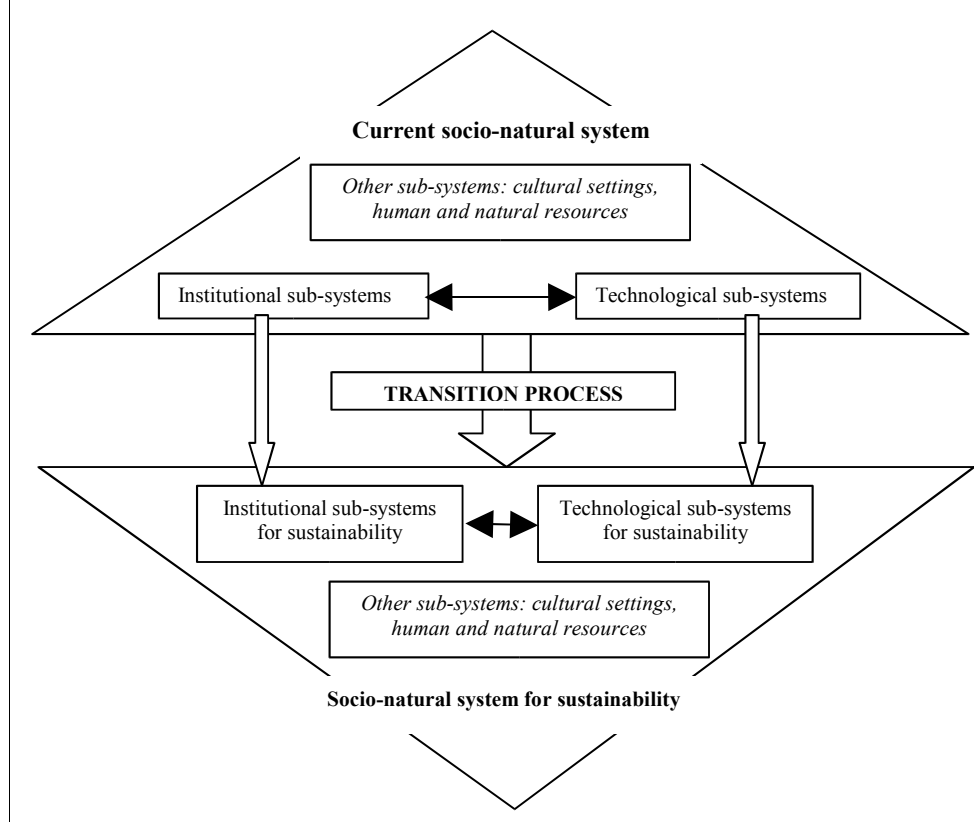 Current socio-natural system
Other sub-systems: cultural settings,
human and natural resources
Institutional sub-systems
Technological sub-systems
TRANSITION PROCESS
Institutional sub-systems
for sustainability
Technological sub-systems
for sustainability
Other sub-systems: cultural settings,
human and natural resources
Socio-natural system for sustainability